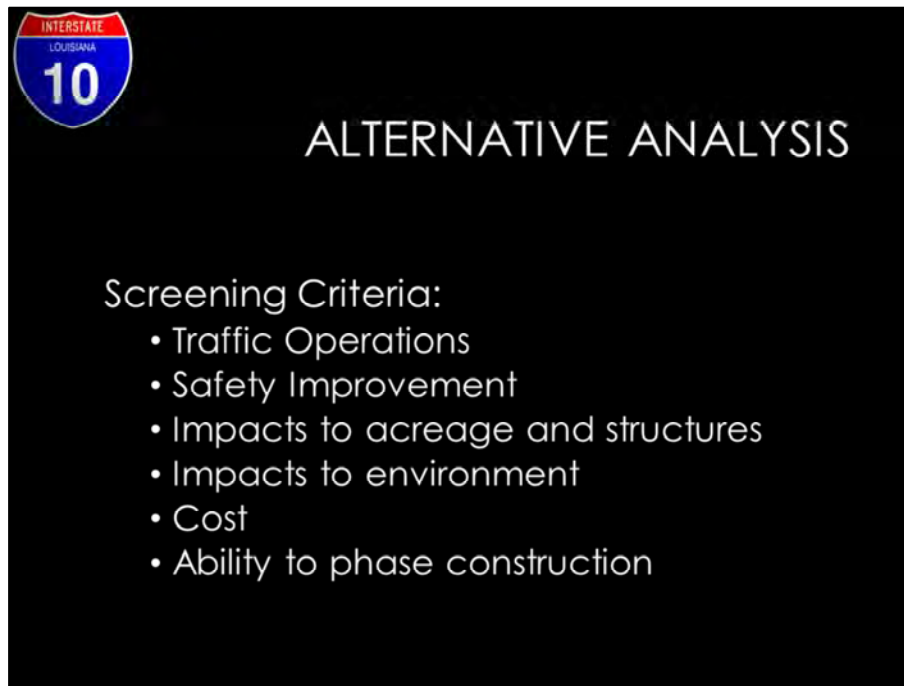 INTERSTATE
LOUISIANA
10
ALTERNATIVE ANALYSIS
Screening Criteria:
• Traffic Operations
• Safety Improvement
• Impacts to acreage and structures
• Impacts to environment
• Cost
• Ability to phase construction